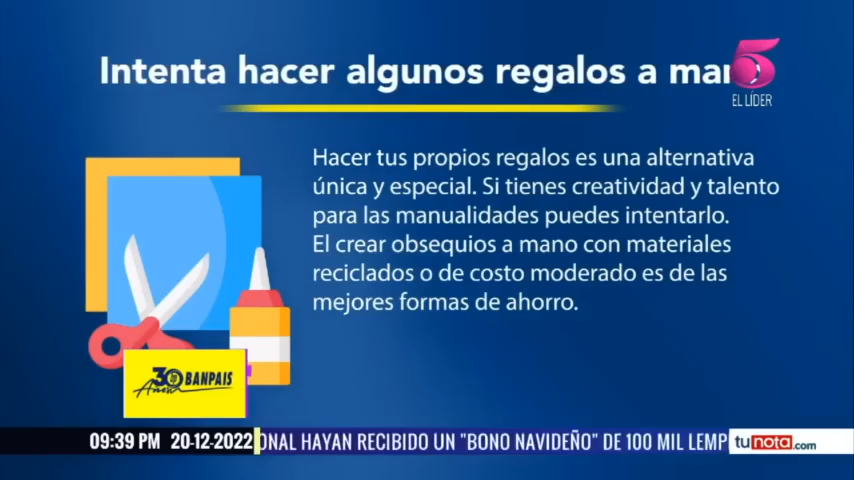 Intenta hacer algunos regalos a
5
EL LÍDER
Hacer tus propios regalos es una alternativa
única y especial. Si tienes creatividad y talento
para las manualidades puedes intentarlo.
El crear obsequios a mano con materiales
reciclados o de costo moderado es de las
mejores formas de ahorro.
30 Años BANPAIS
09:39 PM 20-12-2022 ONAL HAYAN RECIBIDO UN "BONO NAVIDEÑO" DE 100 MIL LEMP tunota.com